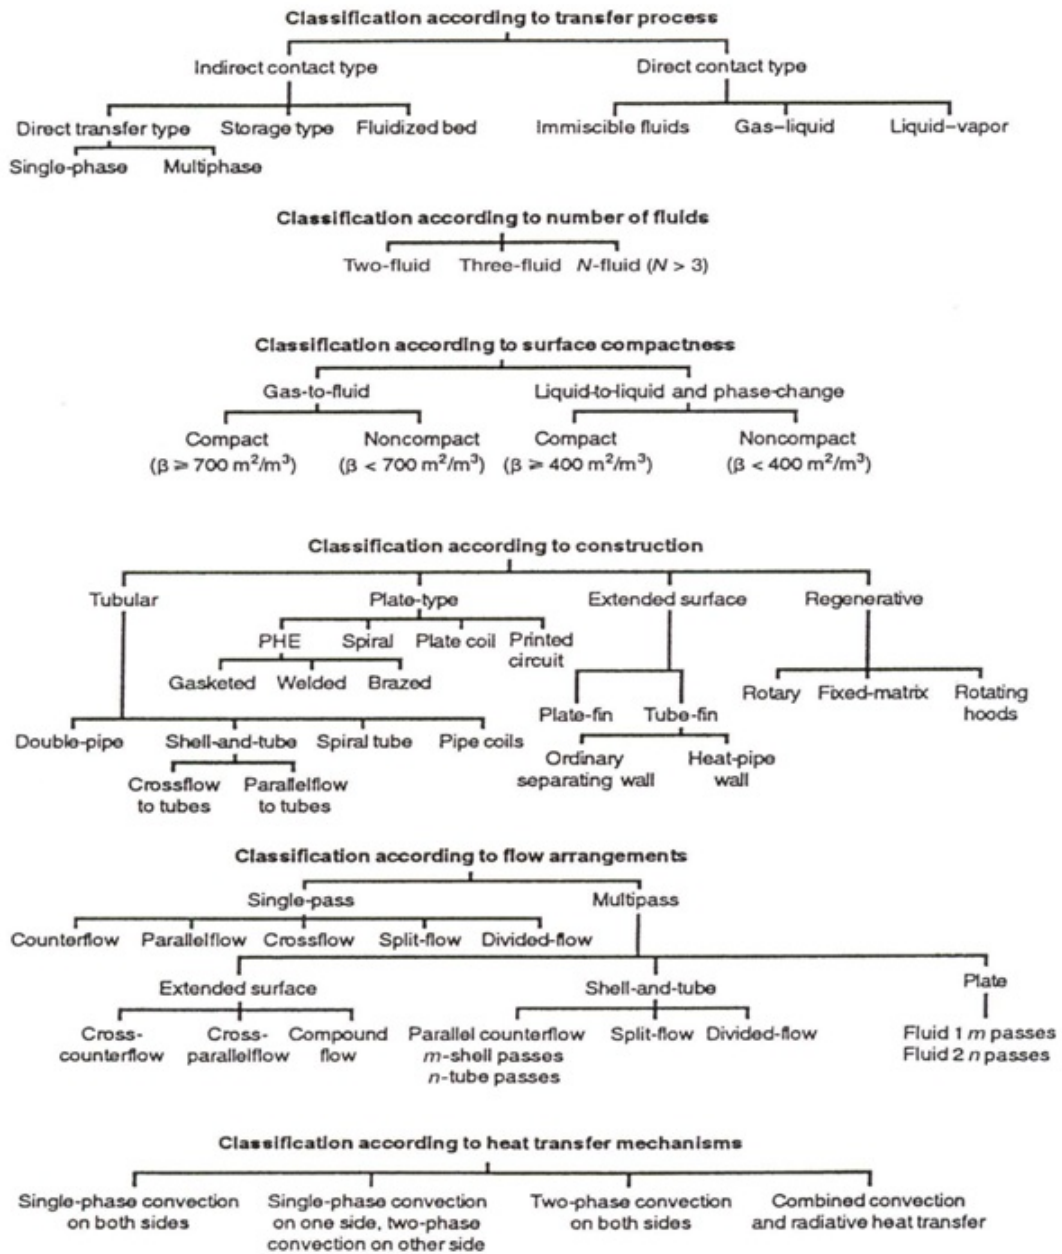 Classification according to transfer process
Indirect contact type Direct contact type
Direct transfer type Storage type Fluidized bed Immiscible fluids Gas–liquid Liquid–vapor
Single-phase Multiphase
Classification according to number of fluids
Two-fluid Three-fluid N-fluid (N > 3)
Classification according to surface compactness
Gas-to-fluid Liquid-to-liquid and phase-change
Compact Noncompact Compact Noncompact
(β ≥ 700 m²/m³) (β < 700 m²/m³) (β ≥ 400 m²/m³) (β < 400 m²/m³)
Classification according to construction
Tubular Plate-type Extended surface Regenerative
PHE Spiral Plate coil Printed
circuit
Gasketed Welded Brazed
Rotary Fixed-matrix Rotating
hoods
Plate-fin Tube-fin
Double-pipe Shell-and-tube Spiral tube Pipe coils
Ordinary Heat-pipe
separating wall wall
Crossflow Parallelflow
to tubes to tubes
Classification according to flow arrangements
Single-pass Multipass
Counterflow Parallelflow Crossflow Split-flow Divided-flow
Extended surface Shell-and-tube Plate
Cross- Cross- Compound Parallel counterflow Split-flow Divided-flow Fluid 1 m passes
counterflow parallelflow flow m-shell passes Fluid 2 n passes
n-tube passes
Classification according to heat transfer mechanisms
Single-phase convection Single-phase convection Two-phase convection Combined convection
on both sides on one side, two-phase on both sides and radiative heat transfer
convection on other side